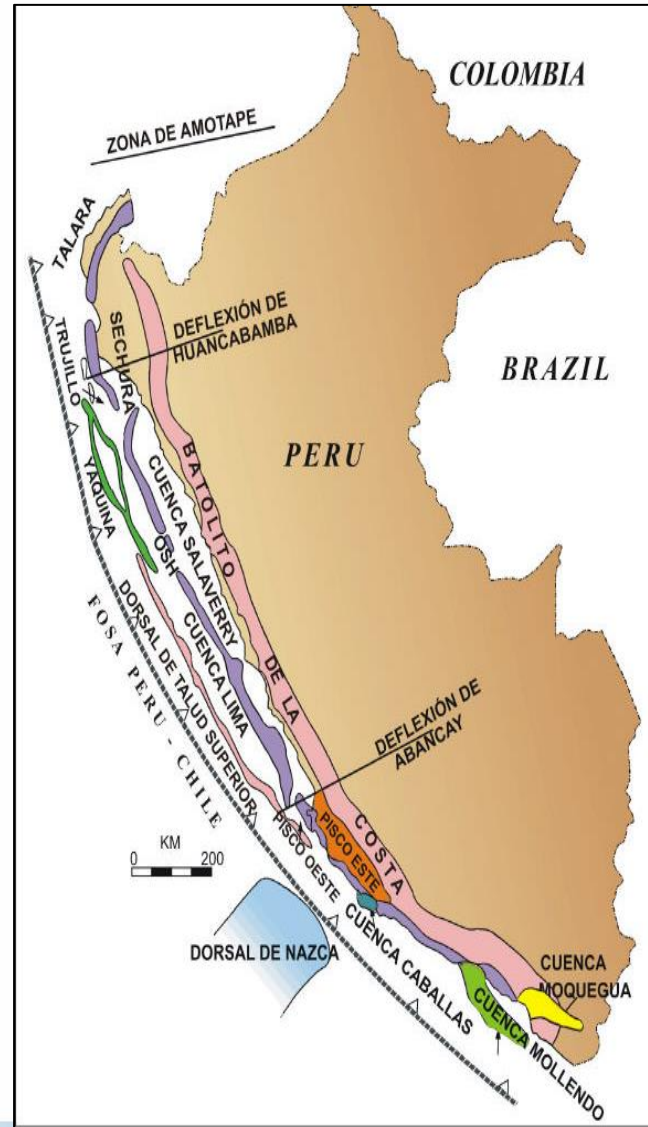 COLOMBIA
ZONA DE AMOTAPE
TALARA
DEFLEXIÓN DE
HUANCABAMBA
SECHURA
TRUJILLO
BRAZIL
PERU
YAQUINA
BATOLITO
DE LA
COSTA
CUENCA SALAVERRY
OSH
CUENCA LIMA
DORSAL DE TALUD SUPERIOR
FOSA PERU - CHILE
DEFLEXIÓN DE
ABANCAY
KM
0 200
PISCO ESTE
PISCO OESTE
DORSAL DE NAZCA
CUENCA CABALLAS
CUENCA
MOQUEGUA
CUENCA MOLLENDO